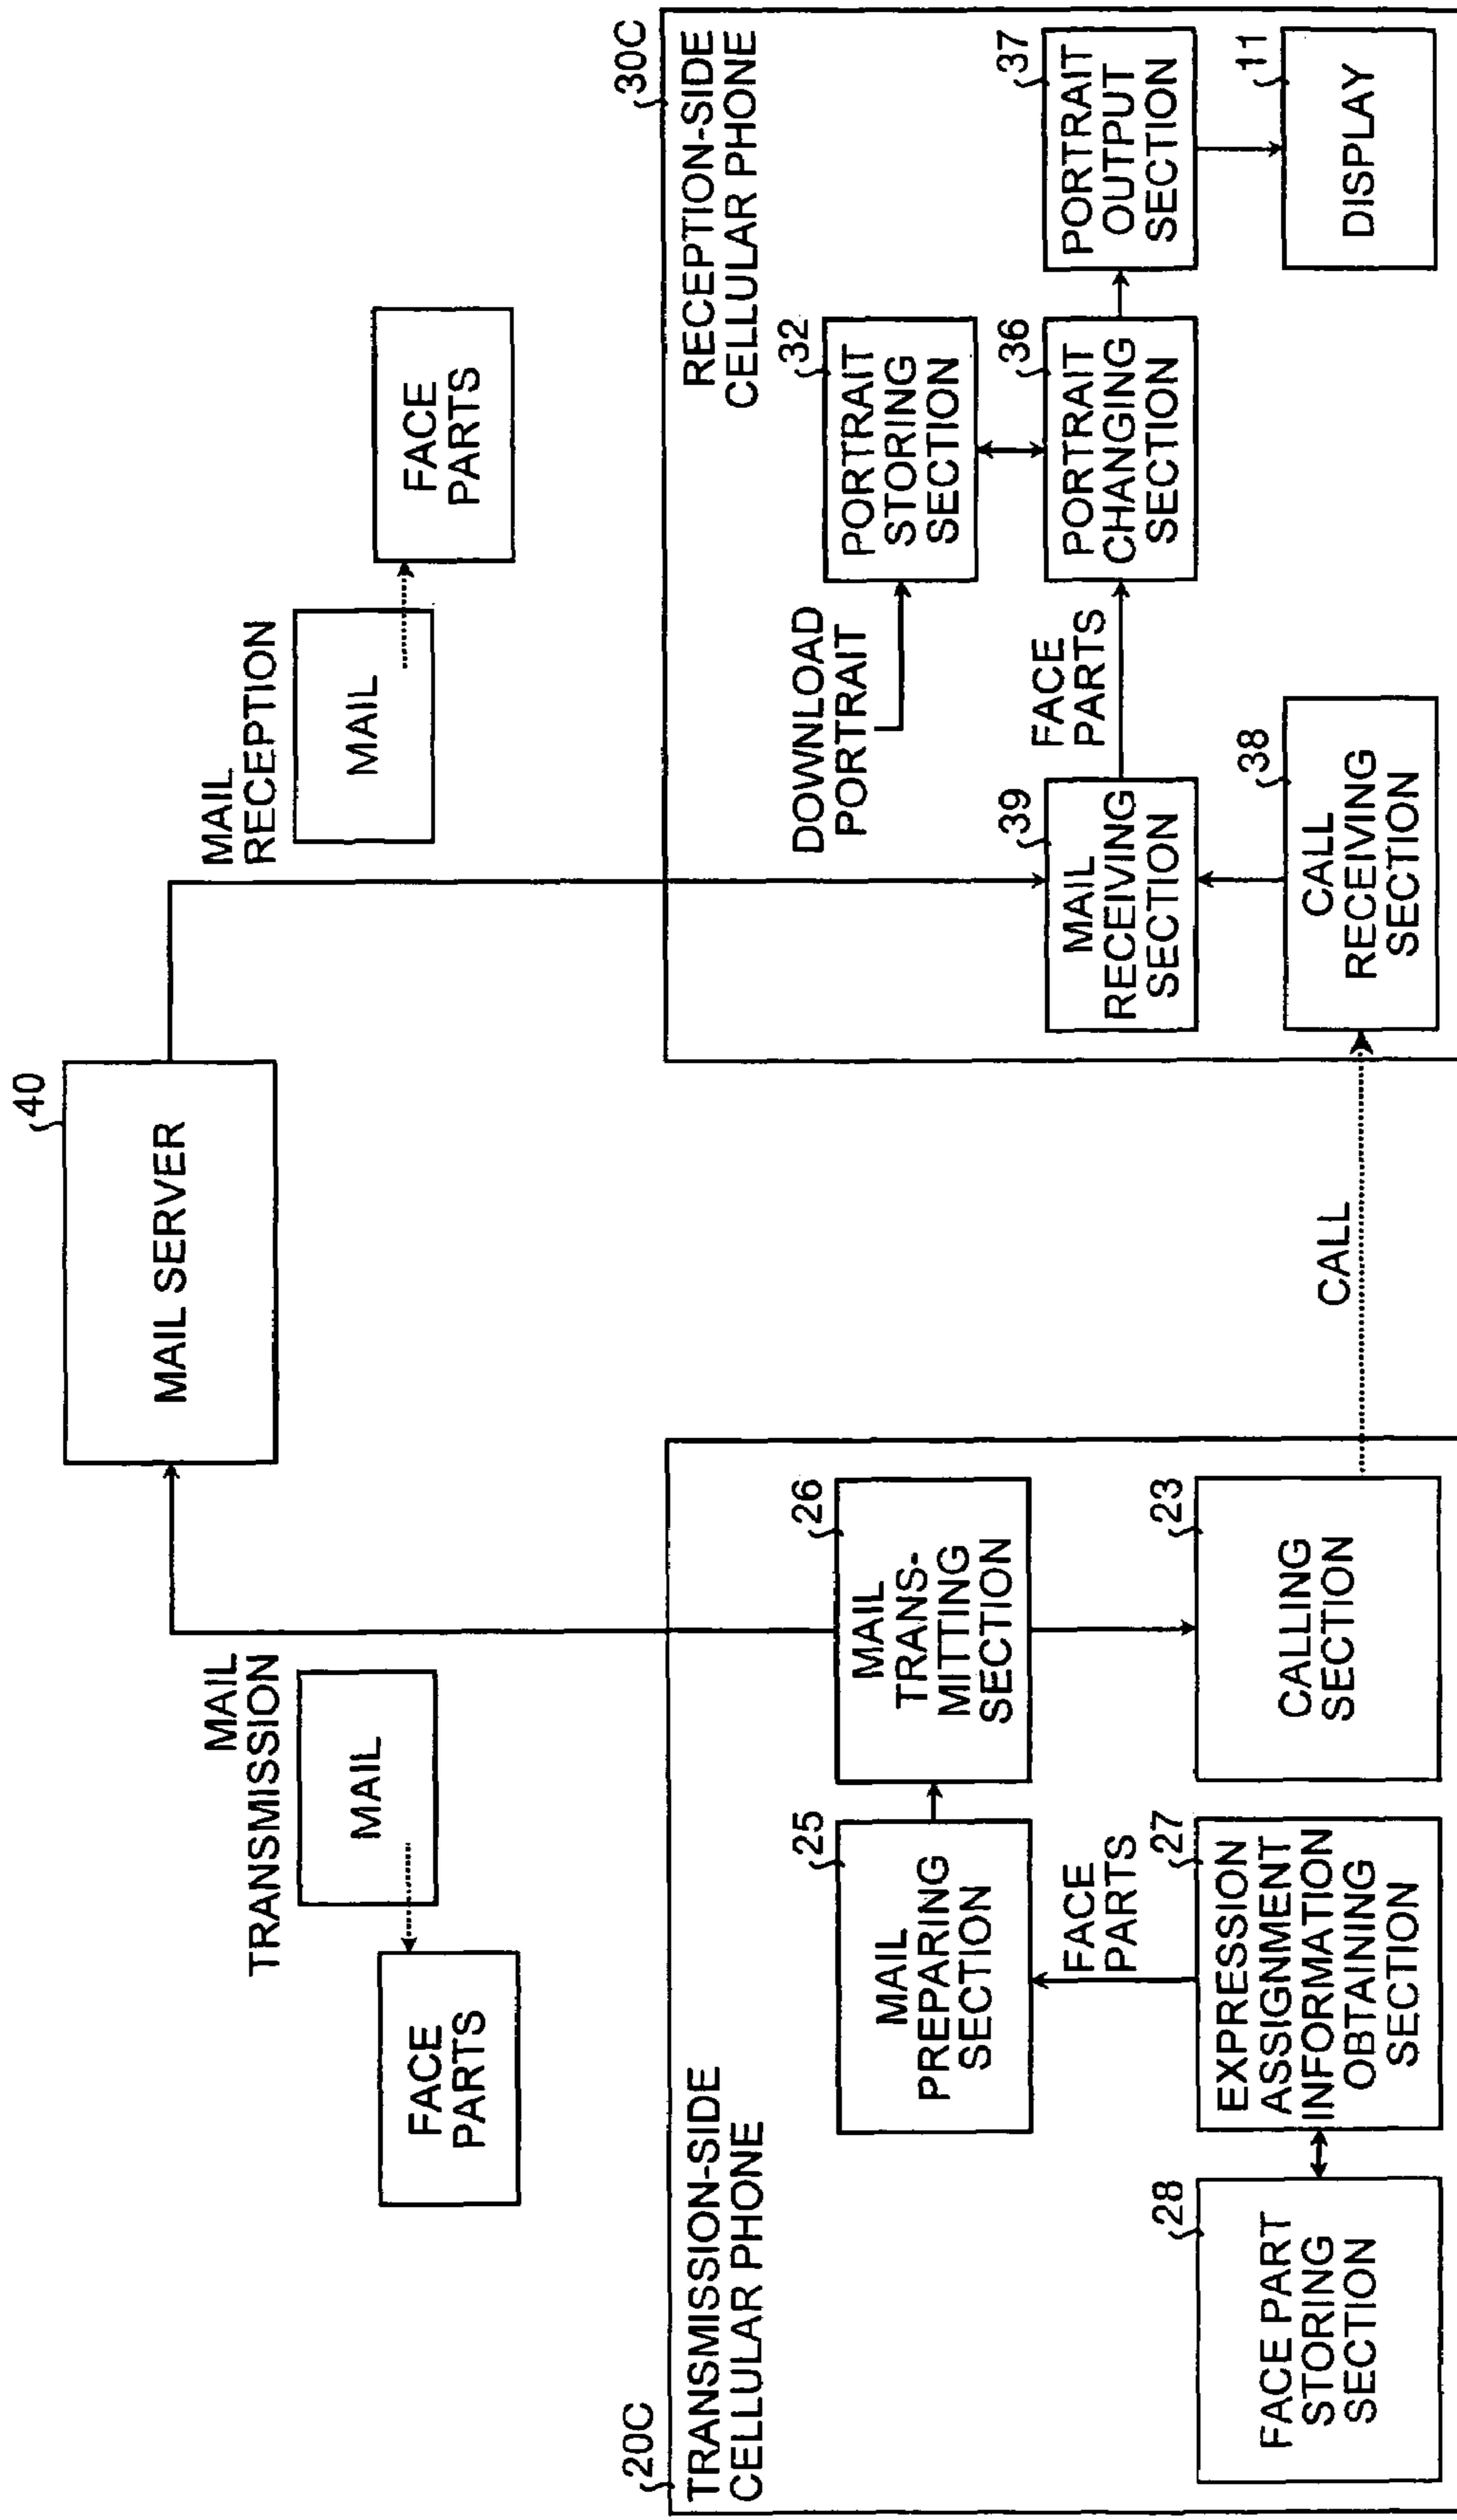 40
MAIL SERVER
MAIL
TRANSMISSION
MAIL
FACE
PARTS
MAIL
RECEPTION
MAIL
FACE
PARTS
20C
TRANSMISSION-SIDE
CELLULAR PHONE
25
MAIL
PREPARING
SECTION
26
MAIL
TRANS-
MITTING
SECTION
FACE
PARTS
28
FACE PART
STORING
SECTION
27
EXPRESSION
ASSIGNMENT
INFORMATION
OBTAINING
SECTION
23
CALLING
SECTION
CALL
30C
RECEPTION-SIDE
CELLULAR PHONE
DOWNLOAD
PORTRAIT
32
PORTRAIT
STORING
SECTION
39
MAIL
RECEIVING
SECTION
FACE
PARTS
36
PORTRAIT
CHANGING
SECTION
37
PORTRAIT
OUTPUT
SECTION
38
CALL
RECEIVING
SECTION
11
DISPLAY